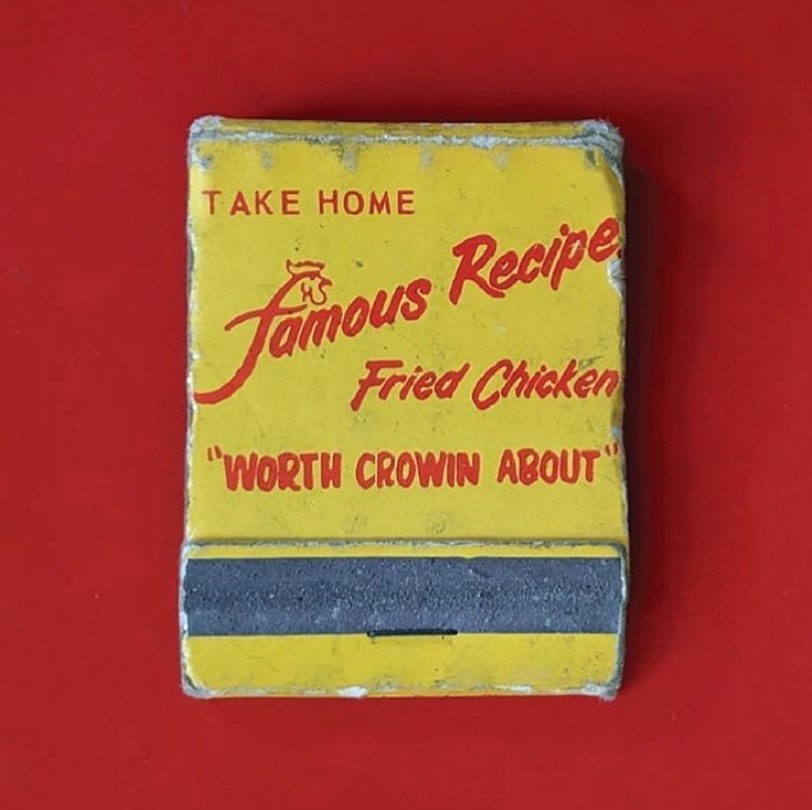 TAKE HOME
famous Recipe
Fried Chicken
"WORTH CROWIN ABOUT"